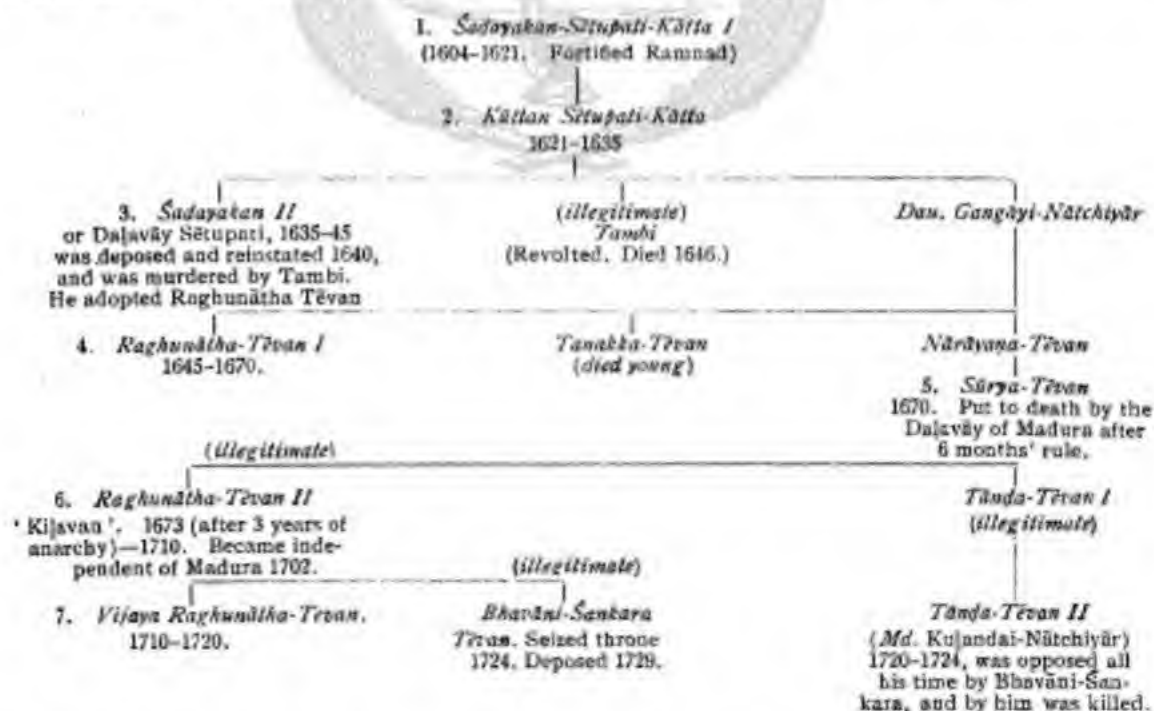 1. Śadayakan-Sētupati-Kātta I
(1604-1621. Fortified Ramnad)
2. Kūttan Sētupati-Kātta
1621-1635
3. Śadayakan II
or Daḷavāy Sētupati, 1635-45
was deposed and reinstated 1640,
and was murdered by Tambi.
He adopted Raghunātha Tēvan
(illegitimate)
Tambi
(Revolted. Died 1646.)
Dau. Gangāyi-Nātchiyār
4. Raghunātha-Tēvan I
1645-1670.
Tanakka-Tēvan
(died young)
Nārāyaṇa-Tēvan
5. Sūrya-Tēvan
1670. Put to death by the
Daḷavāy of Madura after
6 months' rule.
(illegitimate)
6. Raghunātha-Tēvan II
' Kiḷavan '. 1673 (after 3 years of
anarchy)—1710. Became inde-
pendent of Madura 1702.
Tāṇḍa-Tēvan I
(illegitimate)
(illegitimate)
7. Vijaya Raghunātha-Tevan.
1710-1720.
Bhavāni-Śankara
Tēvan. Seized throne
1724. Deposed 1729.
Tāṇḍa-Tēvan II
(Md. Kuḷandai-Nātchiyār)
1720-1724, was opposed all
his time by Bhavāni-Śan-
kara, and by him was killed.